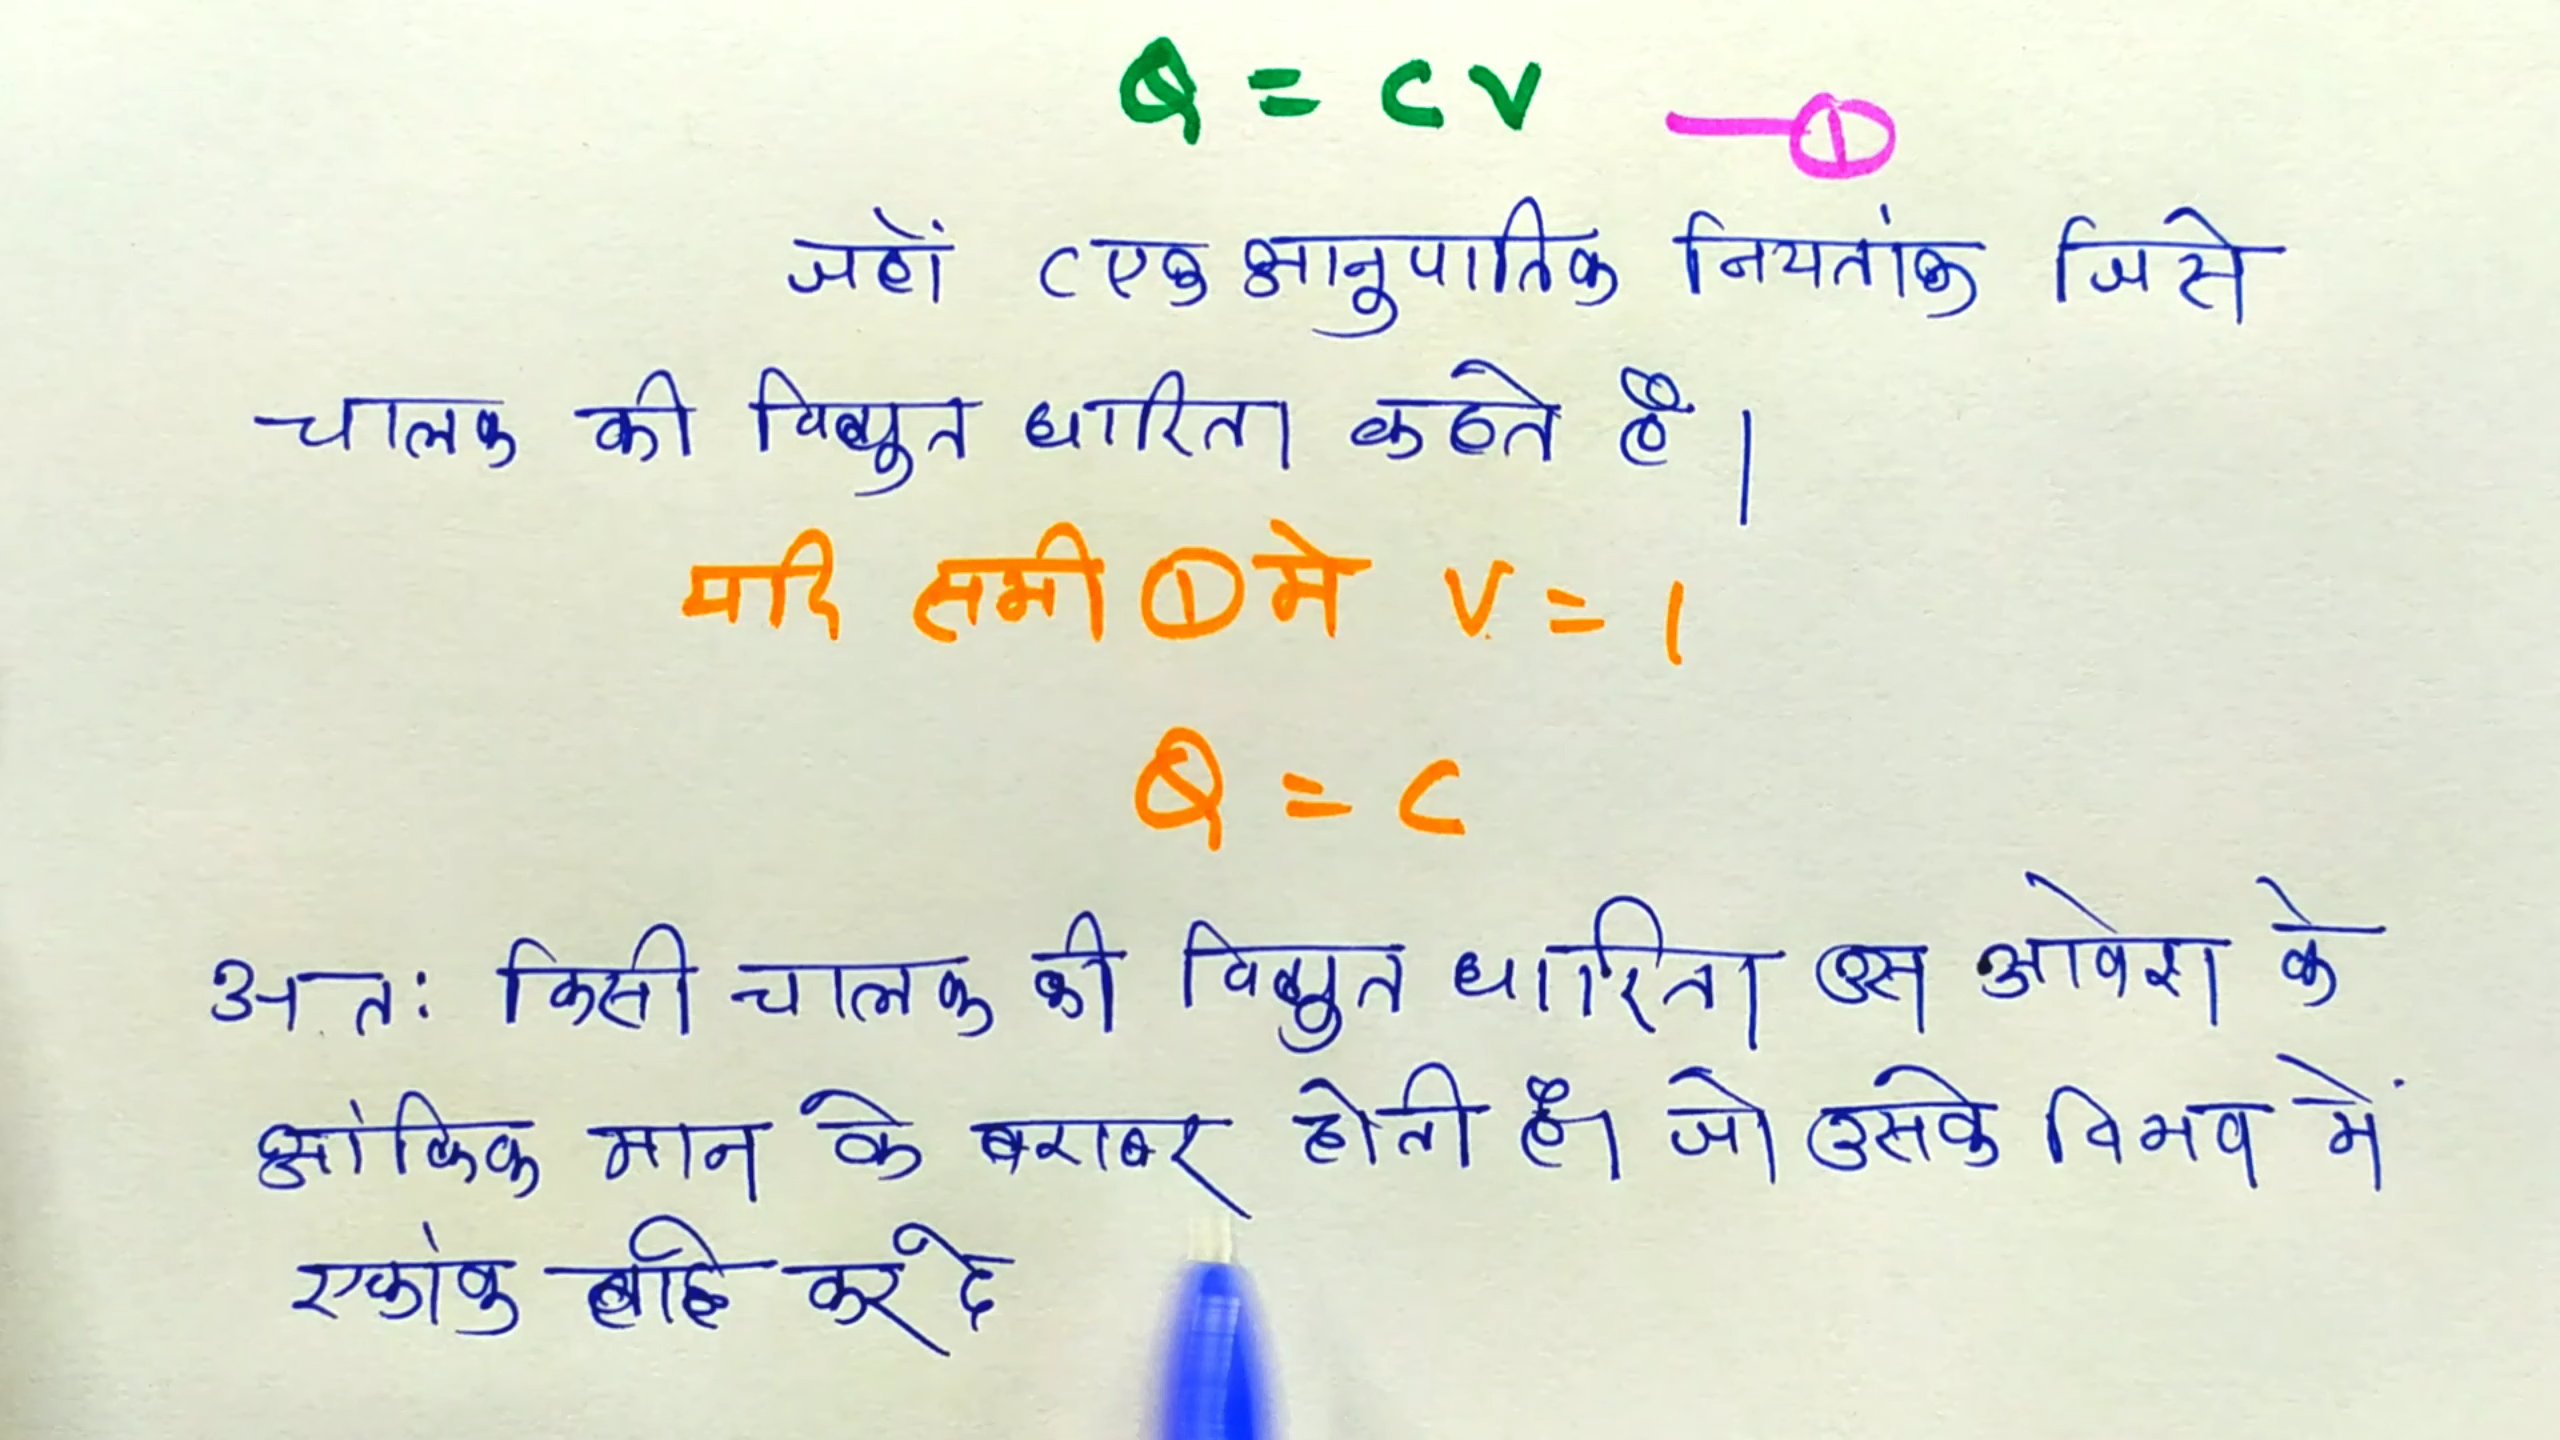 Q = CV —①
जहाँ C एक आनुपातिक नियतांक जिसे
चालक की विद्युत धारिता कहते है।
यदि समी ① मे V = 1
Q = C
अतः किसी चालक की विद्युत धारिता उस आवेश के
आंकिक मान के बराबर होती है। जो उसके विभव में
एकांक वृद्धि कर दे